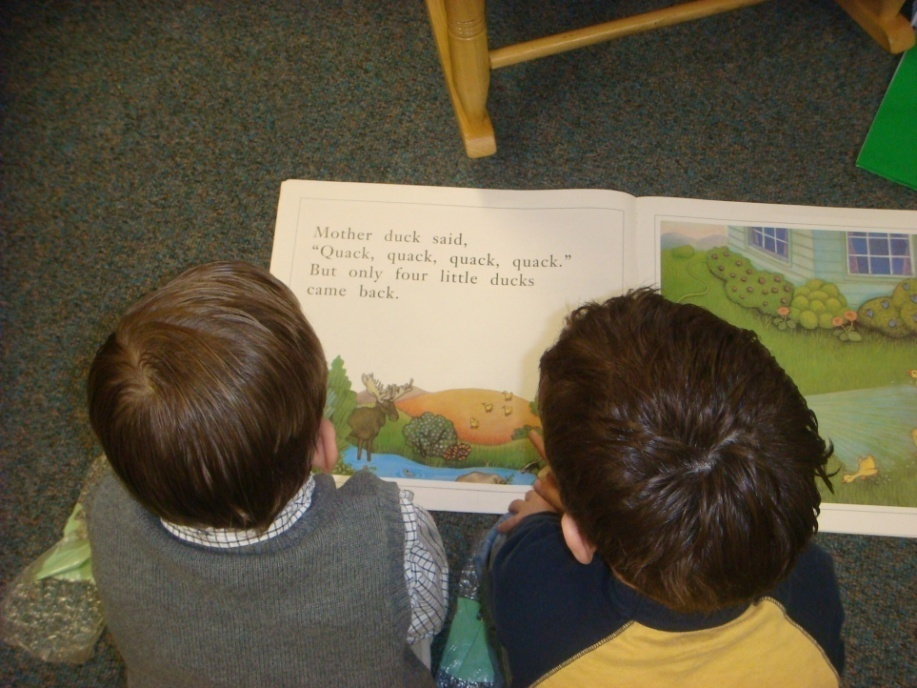 Mother duck said,
“Quack, quack, quack, quack.”
But only four little ducks
came back.